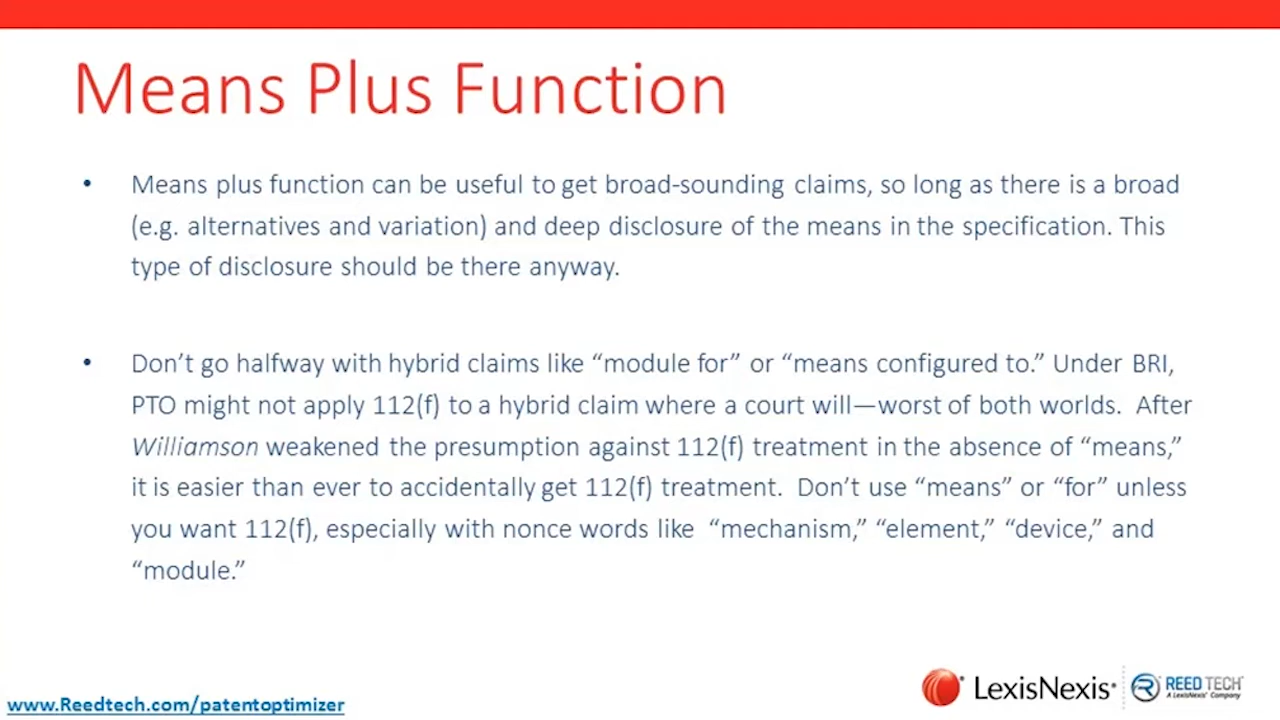 Means Plus Function
• Means plus function can be useful to get broad-sounding claims, so long as there is a broad
(e.g. alternatives and variation) and deep disclosure of the means in the specification. This
type of disclosure should be there anyway.
• Don’t go halfway with hybrid claims like “module for” or “means configured to.” Under BRI,
PTO might not apply 112(f) to a hybrid claim where a court will—worst of both worlds.  After
Williamson weakened the presumption against 112(f) treatment in the absence of “means,”
it is easier than ever to accidentally get 112(f) treatment.  Don’t use “means” or “for” unless
you want 112(f), especially with nonce words like  “mechanism,” “element,” “device,” and
“module.”
www.Reedtech.com/patentoptimizer
LexisNexis®
REED TECH®
A LexisNexis® Company